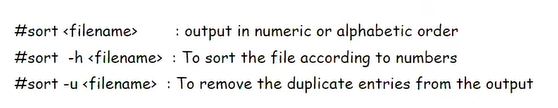 #sort <filename> : output in numeric or alphabetic order
#sort -h <filename> : To sort the file according to numbers
#sort -u <filename> : To remove the duplicate entries from the output